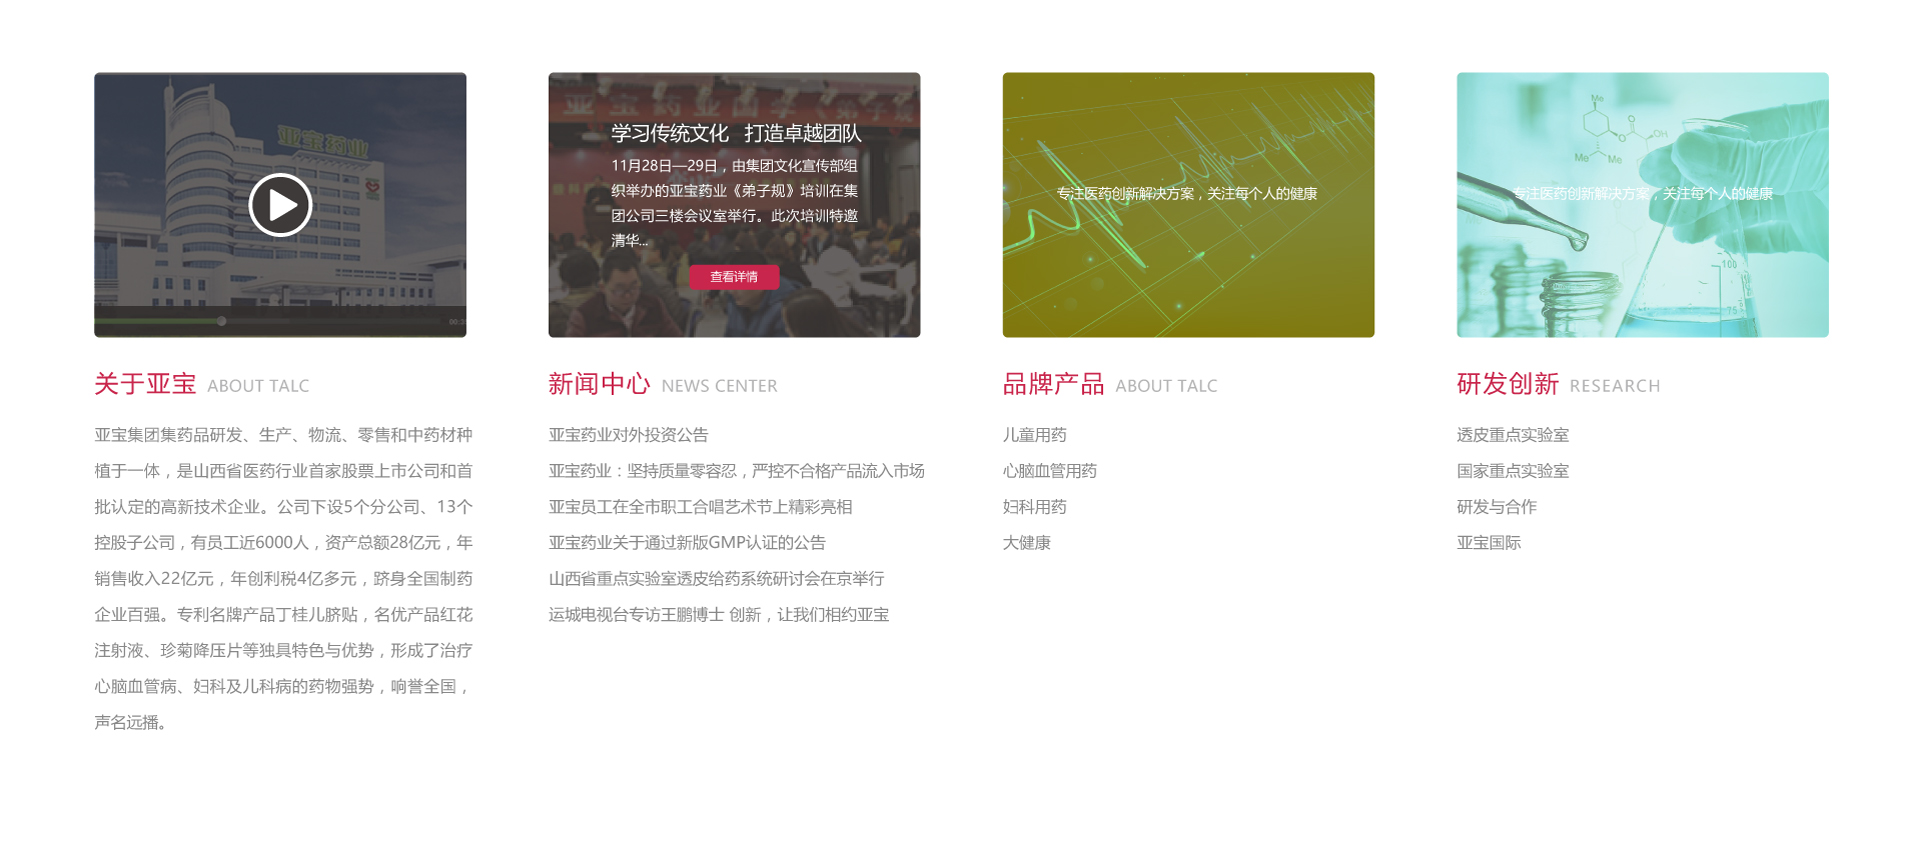 亚宝药业
00:3
关于亚宝 ABOUT TALC
亚宝集团集药品研发、生产、物流、零售和中药材种
植于一体，是山西省医药行业首家股票上市公司和首
批认定的高新技术企业。公司下设5个分公司、13个
控股子公司，有员工近6000人，资产总额28亿元，年
销售收入22亿元，年创利税4亿多元，跻身全国制药
企业百强。专利名牌产品丁桂儿脐贴，名优产品红花
注射液、珍菊降压片等独具特色与优势，形成了治疗
心脑血管病、妇科及儿科病的药物强势，响誉全国，
声名远播。
亚宝药业国学 弟子规
学习传统文化 打造卓越团队
11月28日—29日，由集团文化宣传部组
织举办的亚宝药业《弟子规》培训在集
团公司三楼会议室举行。此次培训特邀
清华...
查看详情
新闻中心 NEWS CENTER
亚宝药业对外投资公告
亚宝药业：坚持质量零容忍，严控不合格产品流入市场
亚宝员工在全市职工合唱艺术节上精彩亮相
亚宝药业关于通过新版GMP认证的公告
山西省重点实验室透皮给药系统研讨会在京举行
运城电视台专访王鹏博士 创新，让我们相约亚宝
专注医药创新解决方案，关注每个人的健康
品牌产品 ABOUT TALC
儿童用药
心脑血管用药
妇科用药
大健康
Me
O
OH
O
Me
Me
专注医药创新解决方案，关注每个人的健康
100
75
研发创新 RESEARCH
透皮重点实验室
国家重点实验室
研发与合作
亚宝国际